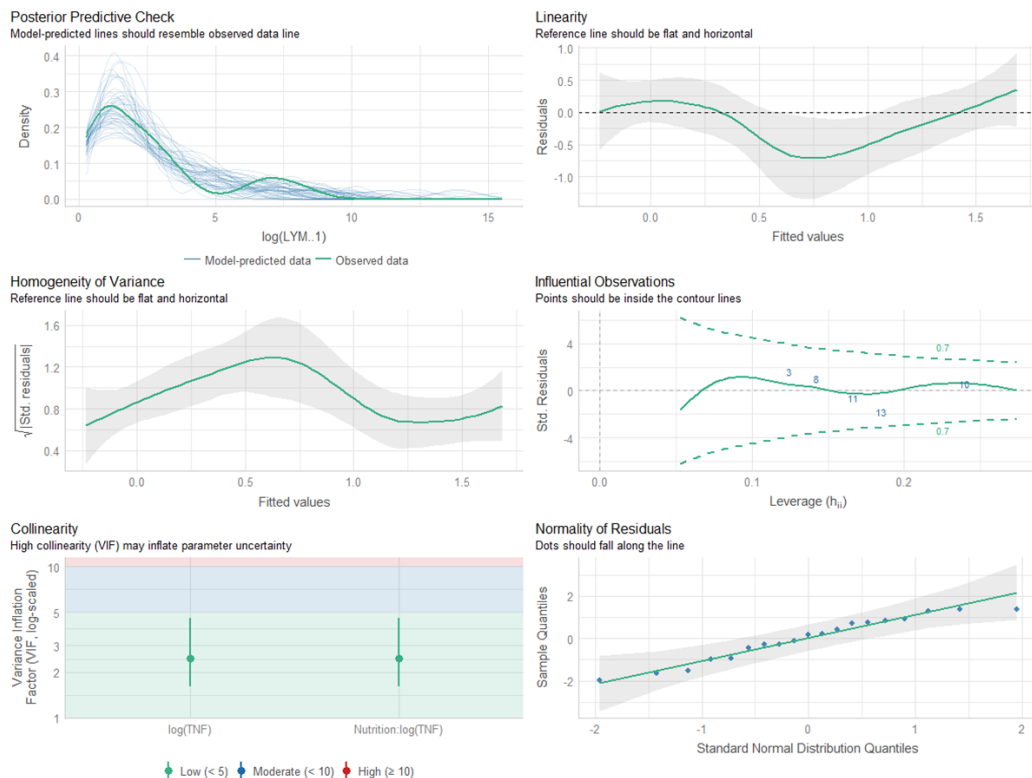 Posterior Predictive Check
Model-predicted lines should resemble observed data line
0.4
0.3
0.2
0.1
0.0
Density
0
5
10
15
log(LYM..1)
Model-predicted data
Observed data
Linearity
Reference line should be flat and horizontal
1.0
0.5
0.0
-0.5
-1.0
Residuals
0.0
0.5
1.0
1.5
Fitted values
Homogeneity of Variance
Reference line should be flat and horizontal
1.6
1.2
0.8
0.4
√|Std. residuals|
0.0
0.5
1.0
1.5
Fitted values
Influential Observations
Points should be inside the contour lines
4
0
-4
Std. Residuals
0.7
3
8
11
10
13
0.7
0.0
0.1
0.2
Leverage (hii)
Collinearity
High collinearity (VIF) may inflate parameter uncertainty
10
5
3
2
1
Variance Inflation
Factor (VIF, log-scaled)
log(TNF)
Nutrition:log(TNF)
Low (< 5)
Moderate (< 10)
High (≥ 10)
Normality of Residuals
Dots should fall along the line
2
0
-2
Sample Quantiles
-2
-1
0
1
2
Standard Normal Distribution Quantiles